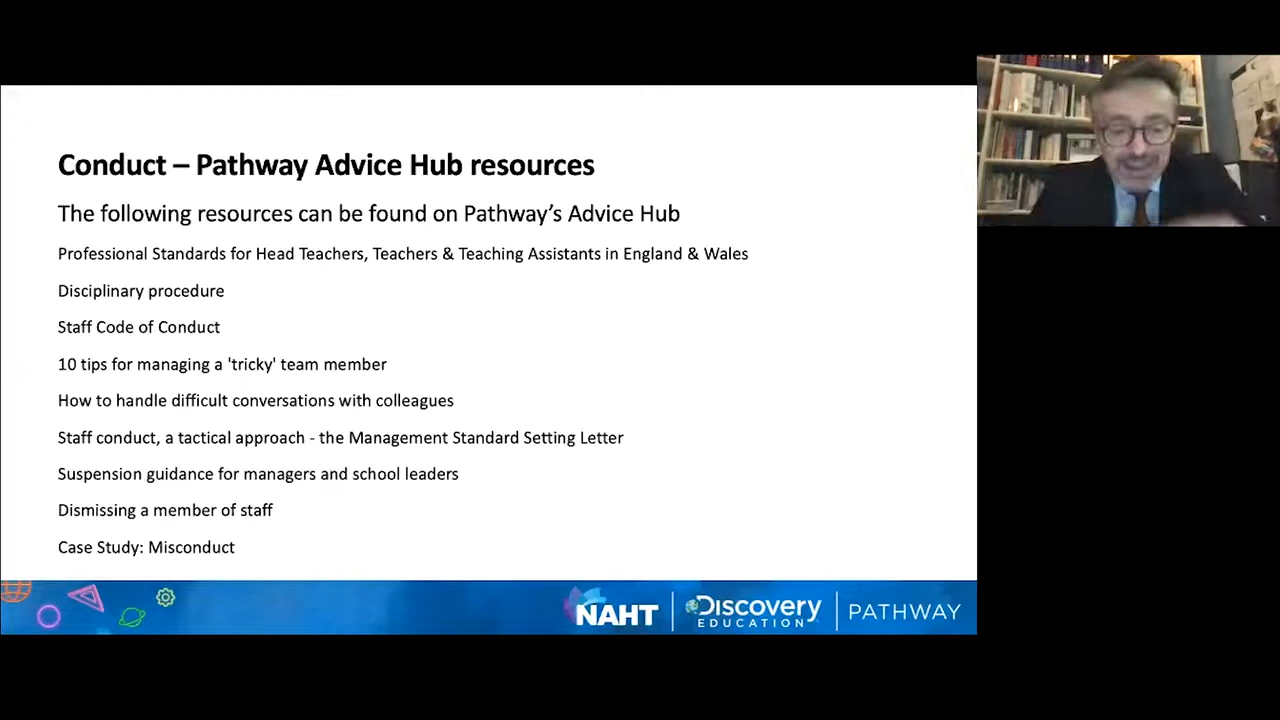 Conduct – Pathway Advice Hub resources
The following resources can be found on Pathway’s Advice Hub
Professional Standards for Head Teachers, Teachers & Teaching Assistants in England & Wales
Disciplinary procedure
Staff Code of Conduct
10 tips for managing a 'tricky' team member
How to handle difficult conversations with colleagues
Staff conduct, a tactical approach - the Management Standard Setting Letter
Suspension guidance for managers and school leaders
Dismissing a member of staff
Case Study: Misconduct
NAHT
Discovery
EDUCATION
PATHWAY